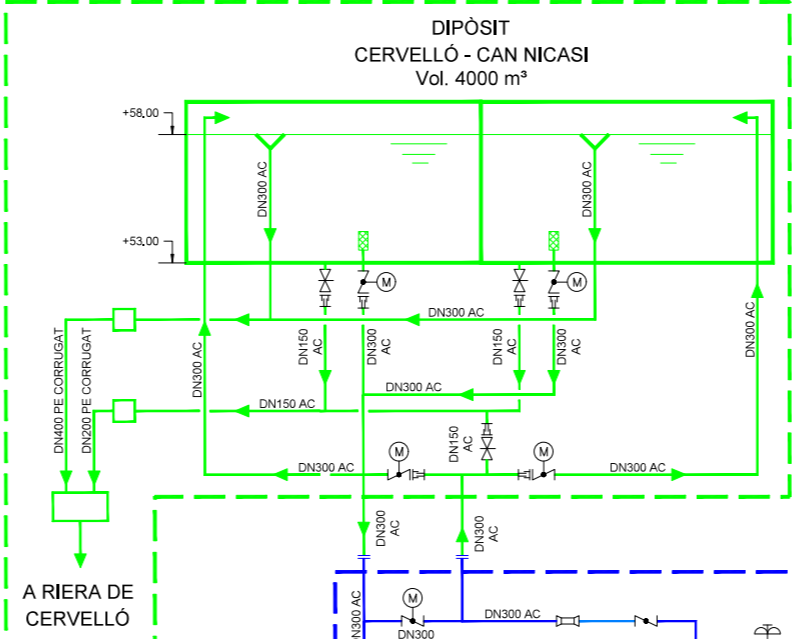 DIPÒSIT
CERVELLÓ - CAN NICASI
Vol. 4000 m³
+58.00
DN300 AC
DN300 AC
+53.00
M
M
DN300 AC
DN300 AC
DN400 PE CORRUGAT
DN200 PE CORRUGAT
DN300 AC
DN150
AC
DN300
AC
DN150
AC
DN300
AC
DN300 AC
DN150 AC
DN150
AC
M
M
DN300 AC
DN300 AC
DN300
AC
DN300
AC
A RIERA DE
CERVELLÓ
DN300 AC
M
DN300
DN300 AC